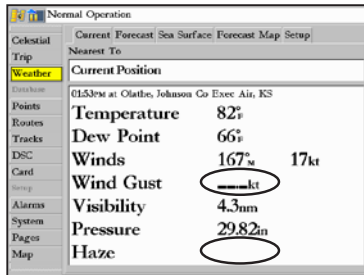 Normal Operation
Current Forecast Sea Surface Forecast Map Setup
Celestial
Trip
Weather
Database
Points
Routes
Tracks
DSC
Card
Setup
Alarms
System
Pages
Map
Nearest To
Current Position
01:53PM at Olathe, Johnson Co Exec Air, KS
Temperature 82°F
Dew Point 66°F
Winds 167°M 17kt
Wind Gust __.__kt
Visibility 4.3nm
Pressure 29.82in
Haze